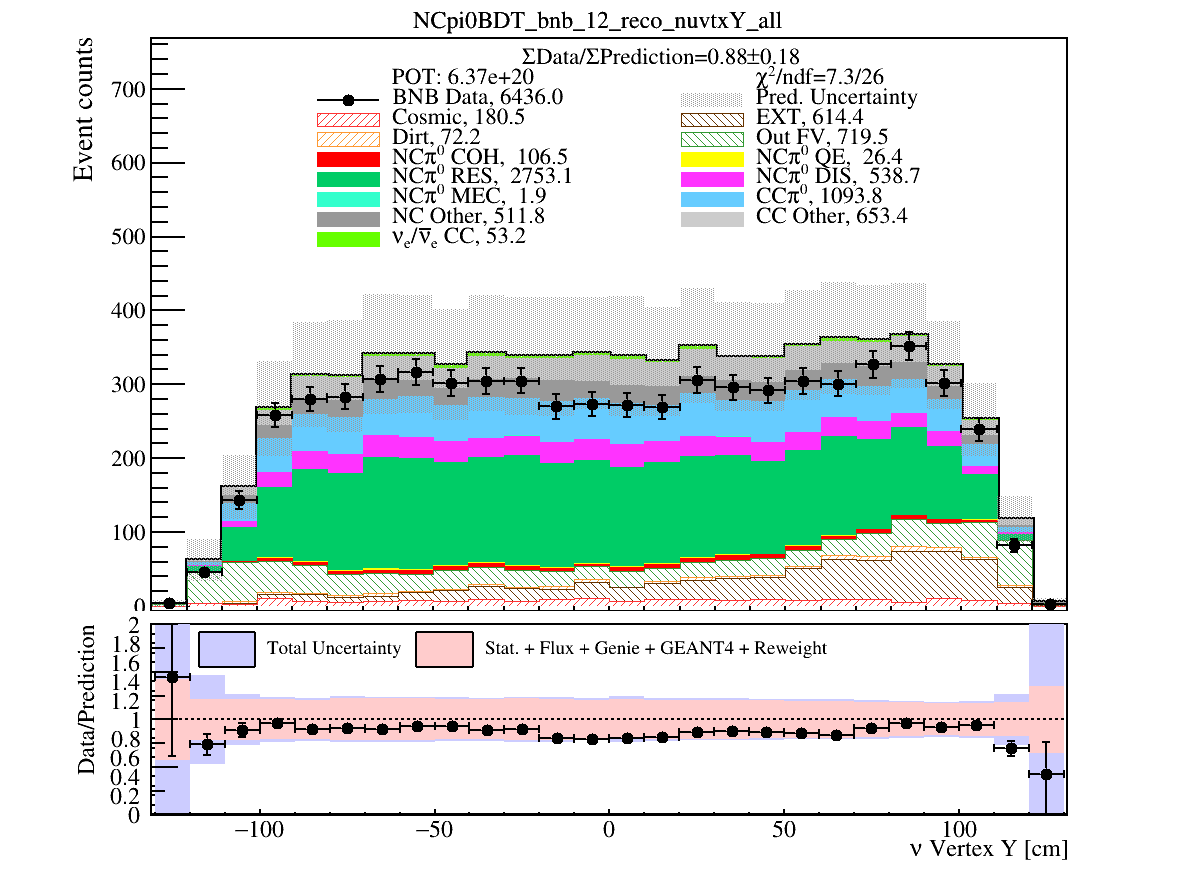 NCpi0BDT_bnb_12_reco_nuvtxY_all
ΣData/ΣPrediction=0.88±0.18
POT: 6.37e+20
χ²/ndf=7.3/26
BNB Data, 6436.0
Pred. Uncertainty
Cosmic, 180.5
EXT, 614.4
Dirt, 72.2
Out FV, 719.5
NCπ⁰ COH, 106.5
NCπ⁰ QE, 26.4
NCπ⁰ RES, 2753.1
NCπ⁰ DIS, 538.7
NCπ⁰ MEC, 1.9
CCπ⁰, 1093.8
NC Other, 511.8
CC Other, 653.4
νₑ/ν̅ₑ CC, 53.2
Event counts
700
600
500
400
300
200
100
0
Total Uncertainty
Stat. + Flux + Genie + GEANT4 + Reweight
Data/Prediction
2
1.8
1.6
1.4
1.2
1
0.8
0.6
0.4
0.2
0
−100
−50
0
50
100
ν Vertex Y [cm]